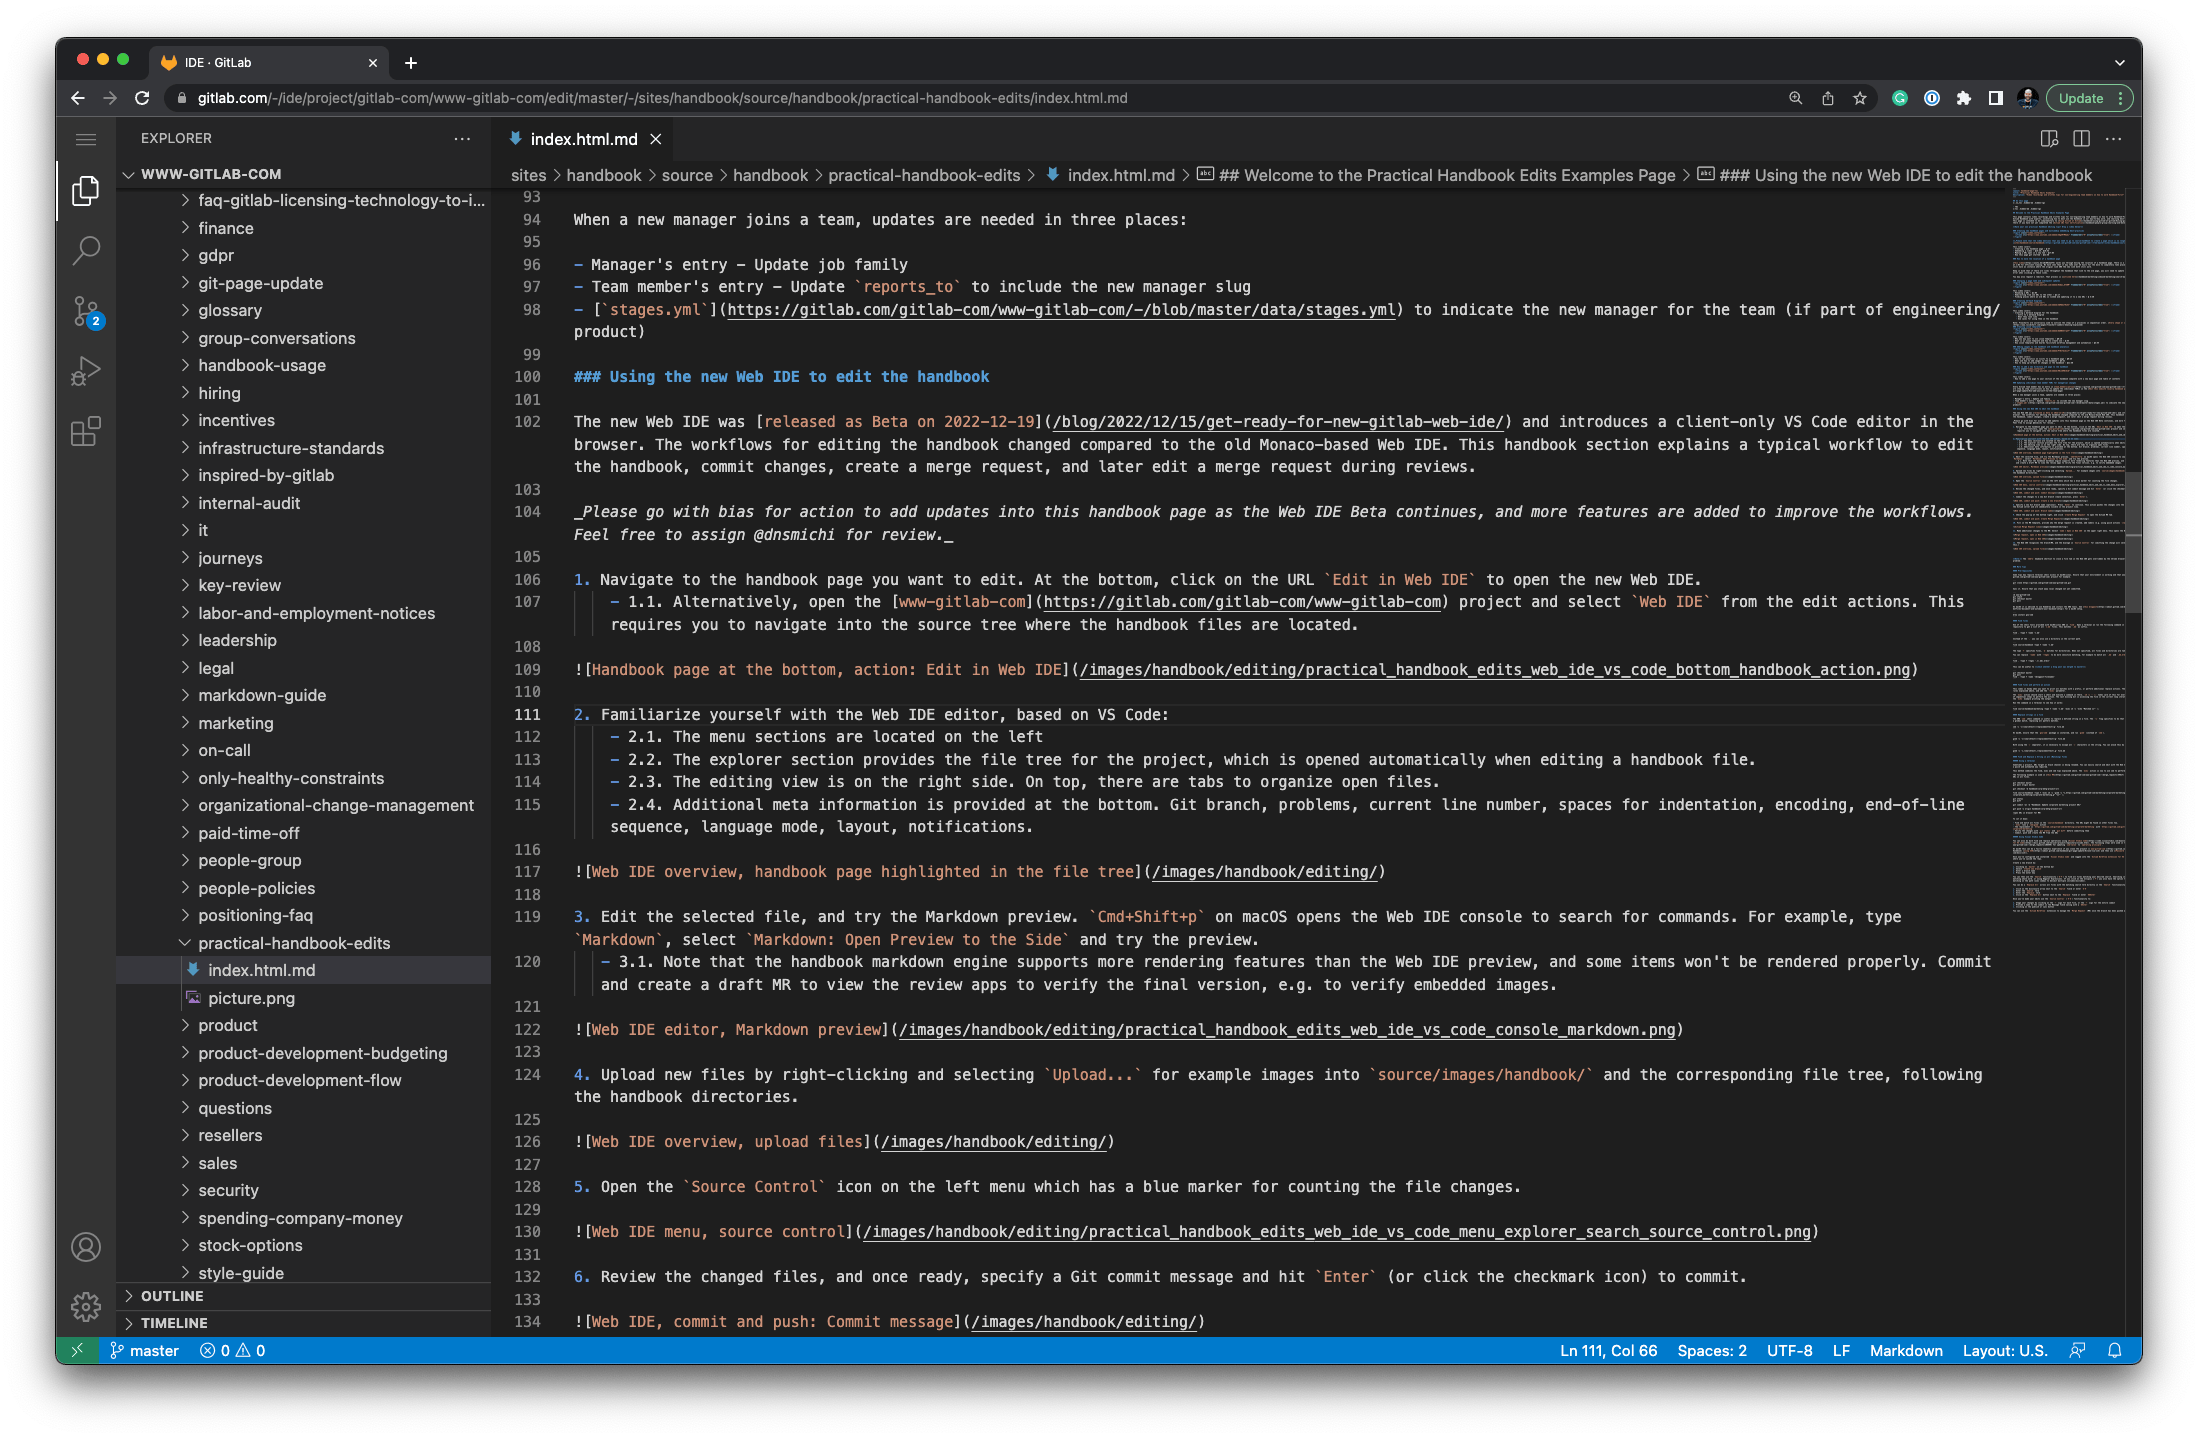 IDE · GitLab
gitlab.com/-/ide/project/gitlab-com/www-gitlab-com/edit/master/-/sites/handbook/source/handbook/practical-handbook-edits/index.html.md
Update
EXPLORER
index.html.md
WWW-GITLAB-COM
sites > handbook > source > handbook > practical-handbook-edits > index.html.md > ## Welcome to the Practical Handbook Edits Examples Page > ### Using the new Web IDE to edit the handbook
faq-gitlab-licensing-technology-to-i...
finance
gdpr
git-page-update
glossary
group-conversations
handbook-usage
hiring
incentives
infrastructure-standards
inspired-by-gitlab
internal-audit
it
journeys
key-review
labor-and-employment-notices
leadership
legal
markdown-guide
marketing
on-call
only-healthy-constraints
organizational-change-management
paid-time-off
people-group
people-policies
positioning-faq
practical-handbook-edits
index.html.md
picture.png
product
product-development-budgeting
product-development-flow
questions
resellers
sales
security
spending-company-money
stock-options
style-guide
OUTLINE
TIMELINE
2
93
94 When a new manager joins a team, updates are needed in three places:
95
96 - Manager's entry - Update job family
97 - Team member's entry - Update `reports_to` to include the new manager slug
98 - [`stages.yml`](https://gitlab.com/gitlab-com/www-gitlab-com/-/blob/master/data/stages.yml) to indicate the new manager for the team (if part of engineering/
product)
99
100 ### Using the new Web IDE to edit the handbook
101
102 The new Web IDE was [released as Beta on 2022-12-19](/blog/2022/12/15/get-ready-for-new-gitlab-web-ide/) and introduces a client-only VS Code editor in the
browser. The workflows for editing the handbook changed compared to the old Monaco-based Web IDE. This handbook section explains a typical workflow to edit
the handbook, commit changes, create a merge request, and later edit a merge request during reviews.
103
104 _Please go with bias for action to add updates into this handbook page as the Web IDE Beta continues, and more features are added to improve the workflows.
Feel free to assign @dnsmichi for review._
105
106 1. Navigate to the handbook page you want to edit. At the bottom, click on the URL `Edit in Web IDE` to open the new Web IDE.
107 - 1.1. Alternatively, open the [www-gitlab-com](https://gitlab.com/gitlab-com/www-gitlab-com) project and select `Web IDE` from the edit actions. This
requires you to navigate into the source tree where the handbook files are located.
108
109 ![Handbook page at the bottom, action: Edit in Web IDE](/images/handbook/editing/practical_handbook_edits_web_ide_vs_code_bottom_handbook_action.png)
110
111 2. Familiarize yourself with the Web IDE editor, based on VS Code:
112 - 2.1. The menu sections are located on the left
113 - 2.2. The explorer section provides the file tree for the project, which is opened automatically when editing a handbook file.
114 - 2.3. The editing view is on the right side. On top, there are tabs to organize open files.
115 - 2.4. Additional meta information is provided at the bottom. Git branch, problems, current line number, spaces for indentation, encoding, end-of-line
sequence, language mode, layout, notifications.
116
117 ![Web IDE overview, handbook page highlighted in the file tree](/images/handbook/editing/)
118
119 3. Edit the selected file, and try the Markdown preview. `Cmd+Shift+p` on macOS opens the Web IDE console to search for commands. For example, type
`Markdown`, select `Markdown: Open Preview to the Side` and try the preview.
120 - 3.1. Note that the handbook markdown engine supports more rendering features than the Web IDE preview, and some items won't be rendered properly. Commit
and create a draft MR to view the review apps to verify the final version, e.g. to verify embedded images.
121
122 ![Web IDE editor, Markdown preview](/images/handbook/editing/practical_handbook_edits_web_ide_vs_code_console_markdown.png)
123
124 4. Upload new files by right-clicking and selecting `Upload...` for example images into `source/images/handbook/` and the corresponding file tree, following
the handbook directories.
125
126 ![Web IDE overview, upload files](/images/handbook/editing/)
127
128 5. Open the `Source Control` icon on the left menu which has a blue marker for counting the file changes.
129
130 ![Web IDE menu, source control](/images/handbook/editing/practical_handbook_edits_web_ide_vs_code_menu_explorer_search_source_control.png)
131
132 6. Review the changed files, and once ready, specify a Git commit message and hit `Enter` (or click the checkmark icon) to commit.
133
134 ![Web IDE, commit and push: Commit message](/images/handbook/editing/)
master 0 0 Ln 111, Col 66 Spaces: 2 UTF-8 LF Markdown Layout: U.S.